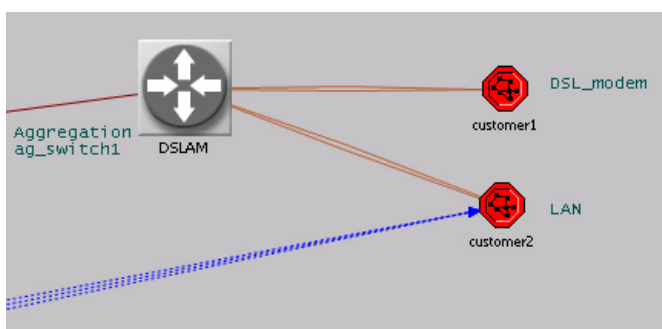 DSL_modem
customer1
Aggregation
ag_switch1
DSLAM
LAN
customer2